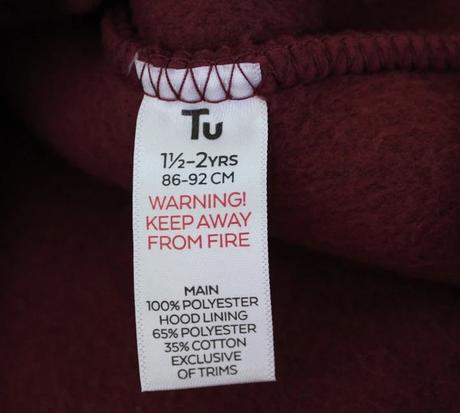 Tu
1½-2YRS
86-92 CM
WARNING!
KEEP AWAY
FROM FIRE
MAIN
100% POLYESTER
HOOD LINING
65% POLYESTER
35% COTTON
EXCLUSIVE
OF TRIMS